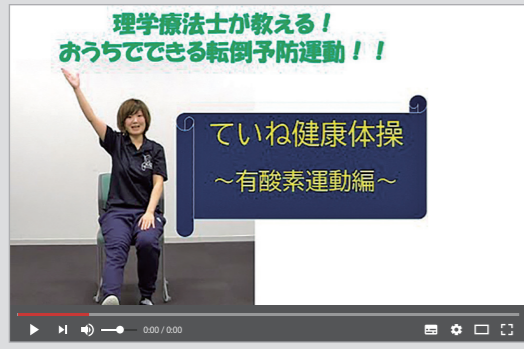 理学療法士が教える！
おうちでできる転倒予防運動！！
ていね健康体操
～有酸素運動編～
0:00 / 0:00